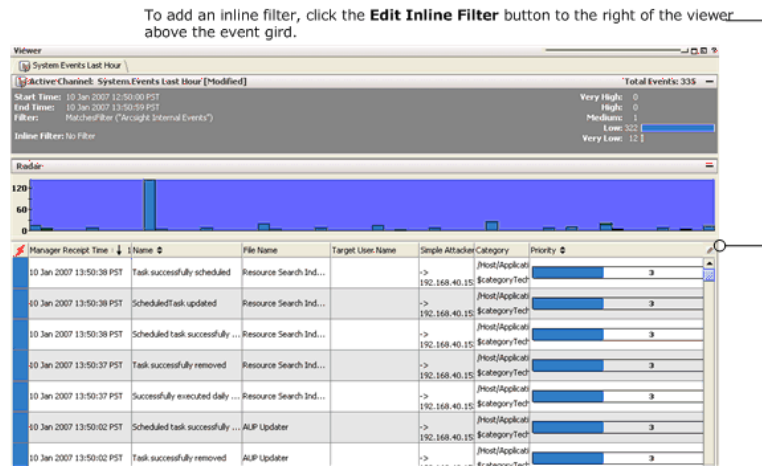 To add an inline filter, click the Edit Inline Filter button to the right of the viewer
above the event gird.
Viewer
System Events Last Hour
Active Channel: System Events Last Hour [Modified]
Total Events: 335
Start Time: 10 Jan 2007 12:50:00 PST
End Time: 10 Jan 2007 13:50:59 PST
Filter: MatchesFilter ("Arcsight Internal Events")
Inline Filter: No Filter
Very High: 0
High: 0
Medium: 1
Low: 322
Very Low: 12
Radar
120
60
0
Manager Receipt Time 1 Name File Name Target User Name Simple Attacker Category Priority
10 Jan 2007 13:50:38 PST Task successfully scheduled Resource Search Ind... -> 192.168.40.15 /Host/Applicati $categoryTech 3
10 Jan 2007 13:50:38 PST ScheduledTask updated Resource Search Ind... -> 192.168.40.15 /Host/Applicati $categoryTech 3
10 Jan 2007 13:50:38 PST Scheduled task successfully ... Resource Search Ind... -> 192.168.40.15 /Host/Applicati $categoryTech 3
10 Jan 2007 13:50:37 PST Task successfully removed Resource Search Ind... -> 192.168.40.15 /Host/Applicati $categoryTech 3
10 Jan 2007 13:50:37 PST Successfully executed daily ... Resource Search Ind... -> 192.168.40.15 /Host/Applicati $categoryTech 3
10 Jan 2007 13:50:02 PST Scheduled task successfully ... AUP Updater -> 192.168.40.15 /Host/Applicati $categoryTech 3
10 Jan 2007 13:50:02 PST Task successfully removed AUP Updater -> /Host/Applicati 3